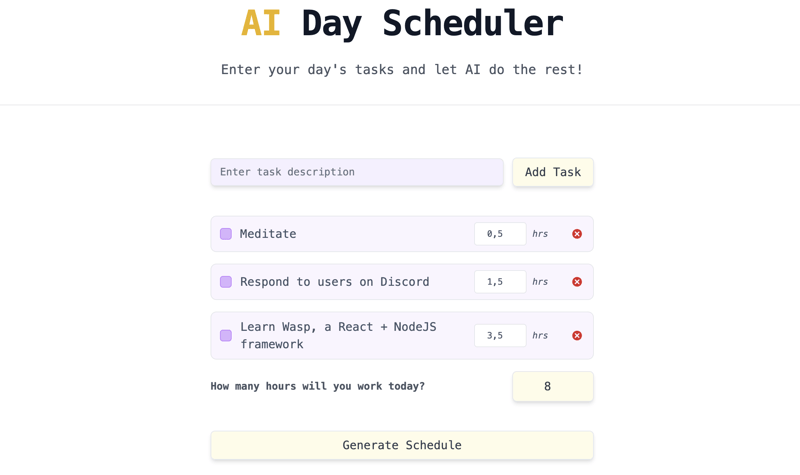 AI Day Scheduler
Enter your day's tasks and let AI do the rest!
Enter task description
Add Task
Meditate 0,5 hrs
Respond to users on Discord 1,5 hrs
Learn Wasp, a React + NodeJS
framework 3,5 hrs
How many hours will you work today? 8
Generate Schedule